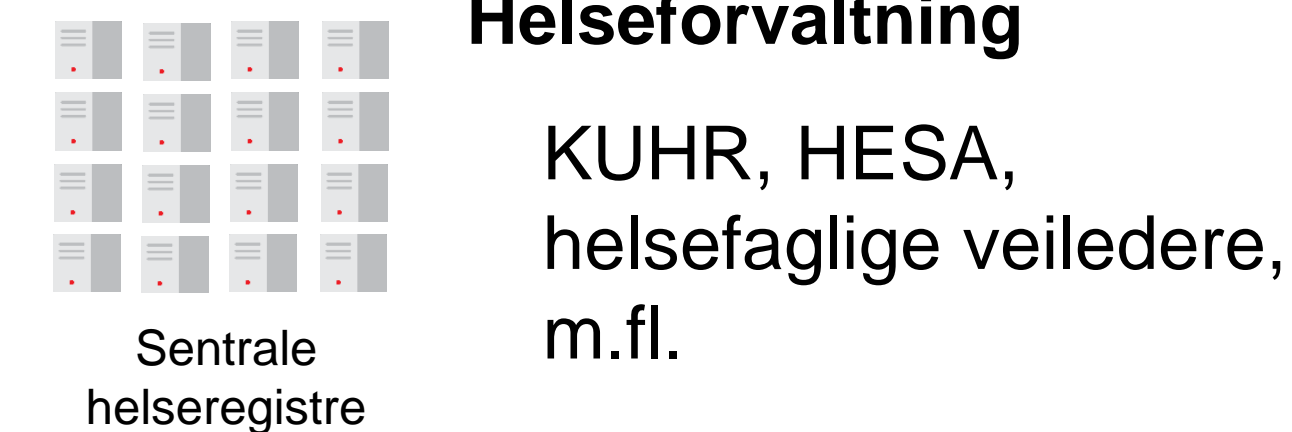 Helseforvaltning
KUHR, HESA,
helsefaglige veiledere,
m.fl.
Sentrale
helseregistre